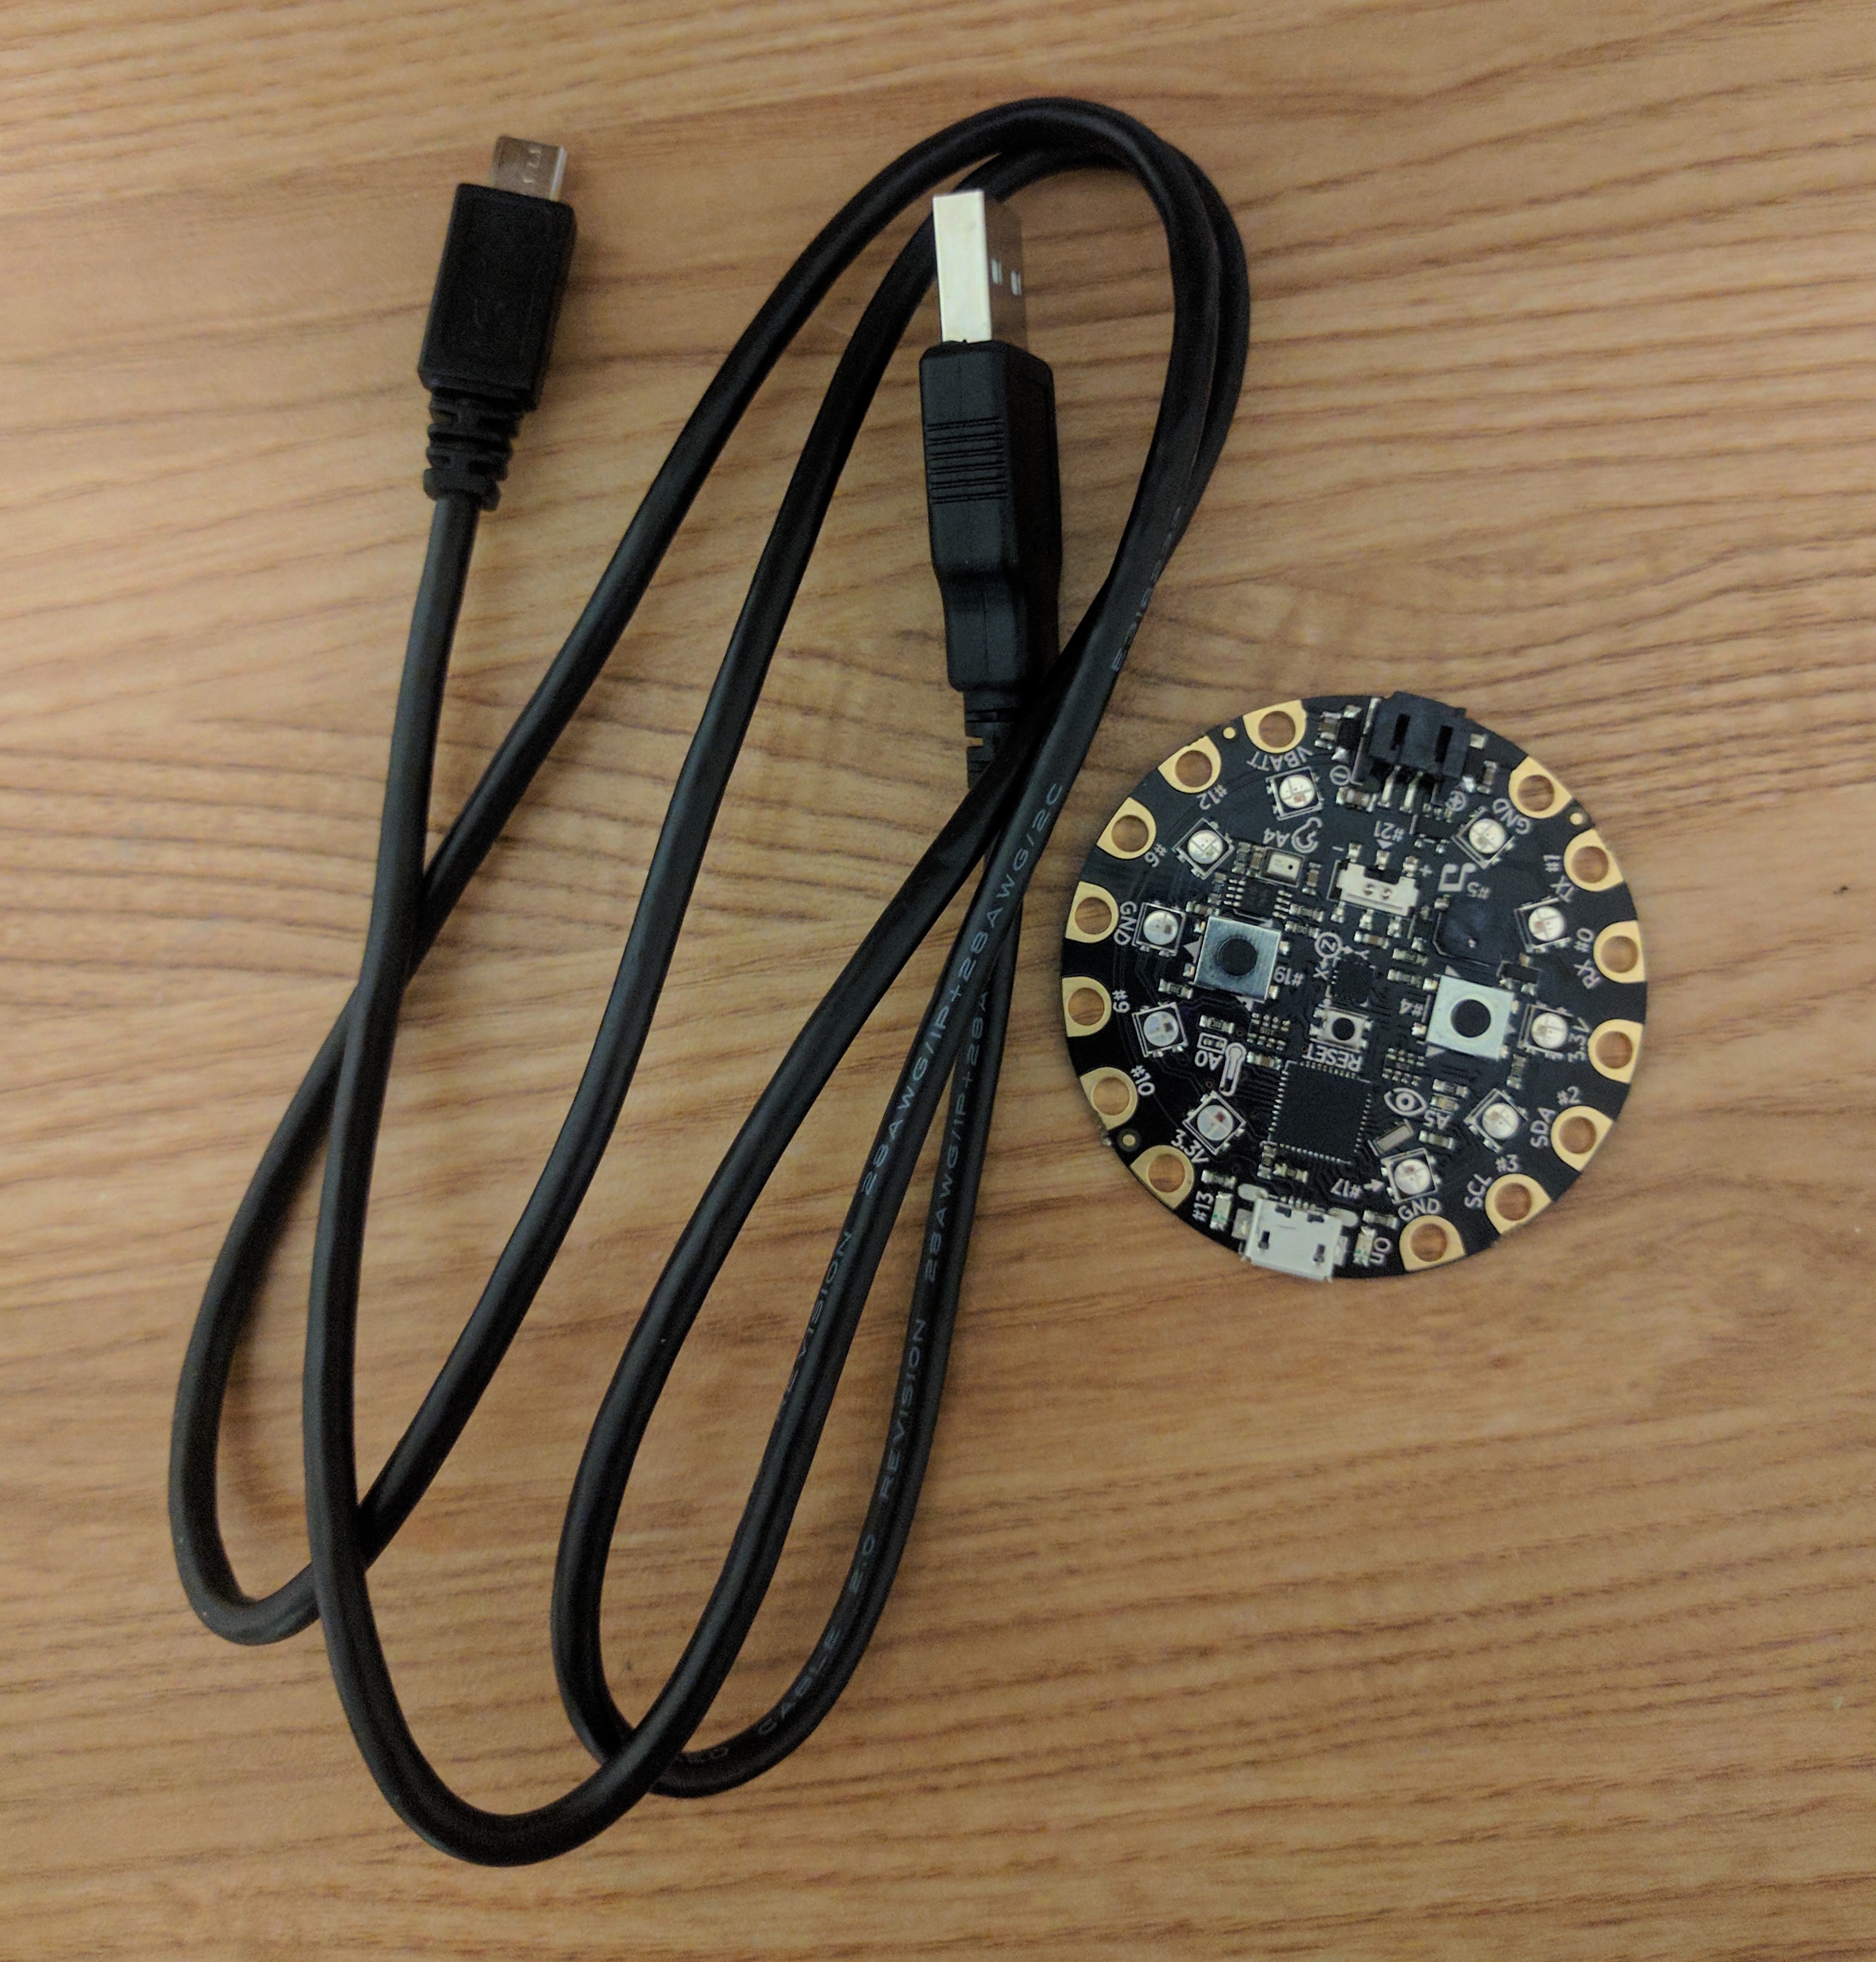 28AWG/1P+28AWG/2C
REVISION 28AWG/1P+28A
CABLE 2.0 REVISION 28AWG/1P+28A
VBATT
#12
#6
GND
#9
#10
3.3V
#13
A4
#21
#5
GND
#1
TX
#0
RX
3.3V
#2
SDA
#3
SCL
GND
On
#19
X
Z
Y
#4
RESET
A0
A5
#17